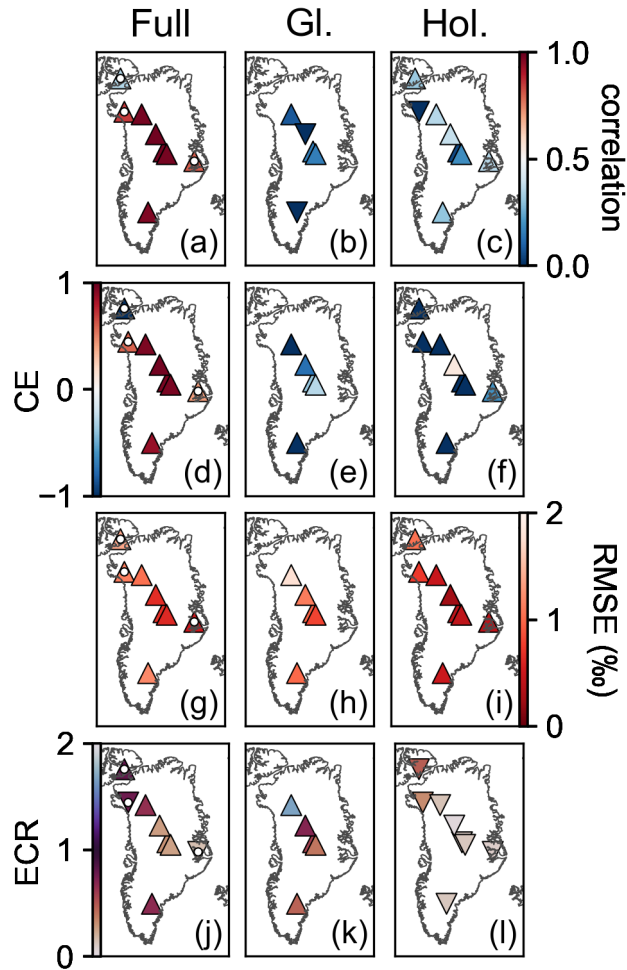 Full Gl. Hol.
1.0
0.5
0.0
correlation
(a) (b) (c)
1
0
−1
CE
(d) (e) (f)
2
1
0
RMSE (‰)
(g) (h) (i)
2
1
0
ECR
(j) (k) (l)